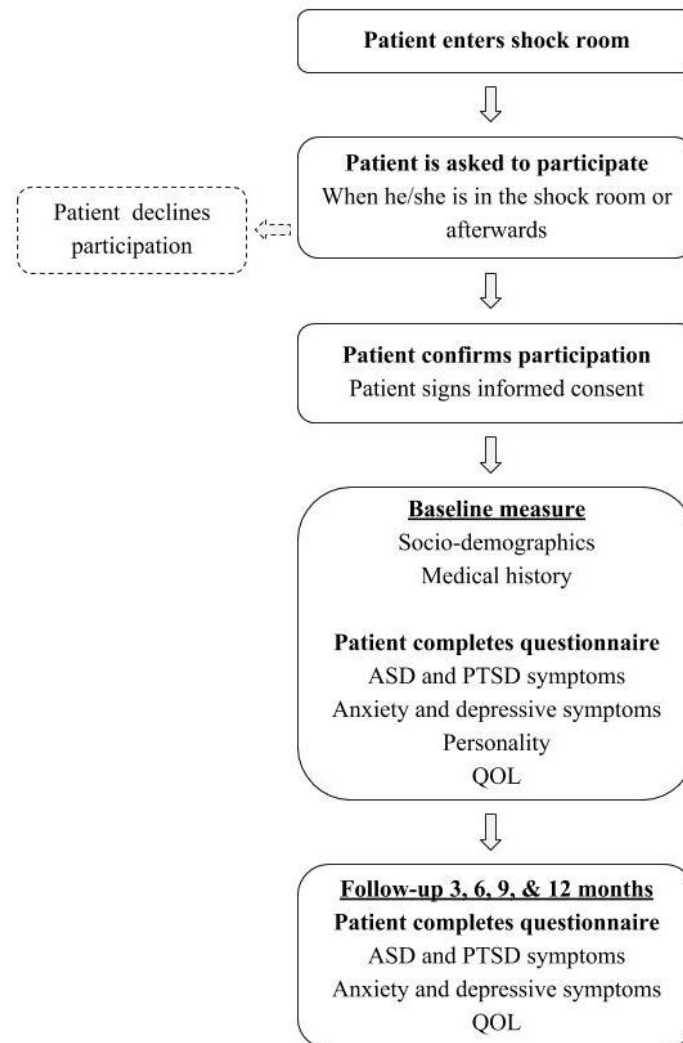 Patient enters shock room
Patient is asked to participate
When he/she is in the shock room or
afterwards
Patient declines
participation
Patient confirms participation
Patient signs informed consent
Baseline measure
Socio-demographics
Medical history
Patient completes questionnaire
ASD and PTSD symptoms
Anxiety and depressive symptoms
Personality
QOL
Follow-up 3, 6, 9, & 12 months
Patient completes questionnaire
ASD and PTSD symptoms
Anxiety and depressive symptoms
QOL